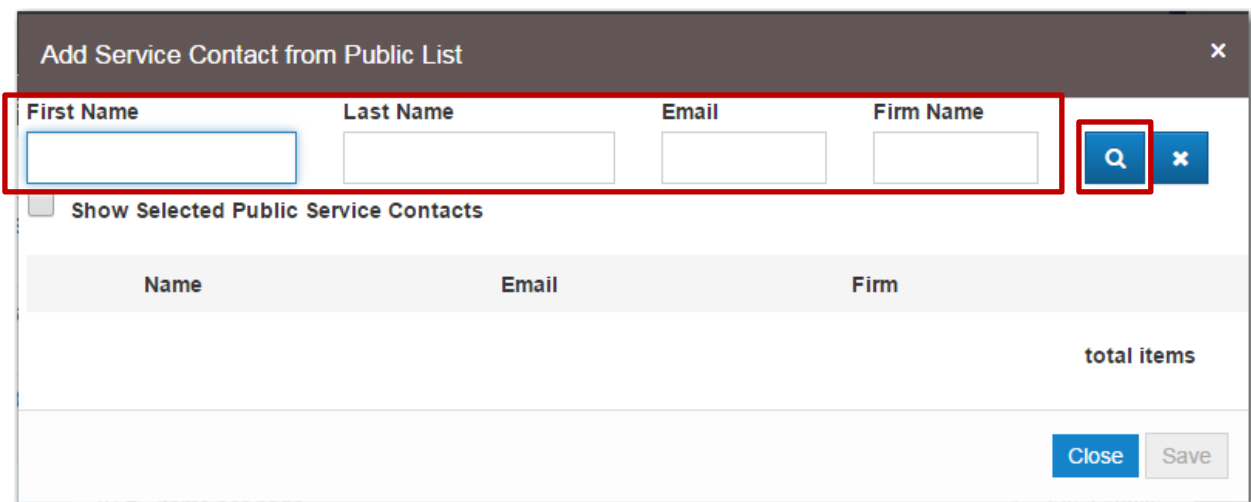 Add Service Contact from Public List ×
First Name Last Name Email Firm Name
Show Selected Public Service Contacts
Name Email Firm
total items
Close Save